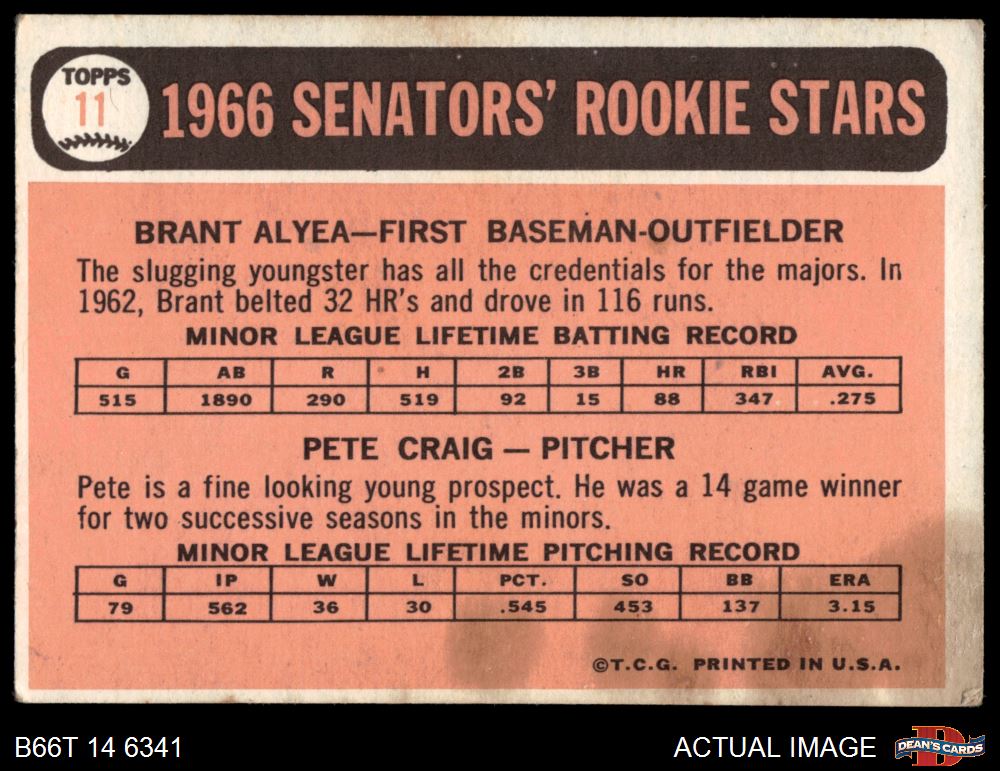 TOPPS
11
1966 SENATORS' ROOKIE STARS
BRANT ALYEA—FIRST BASEMAN-OUTFIELDER
The slugging youngster has all the credentials for the majors. In
1962, Brant belted 32 HR's and drove in 116 runs.
MINOR LEAGUE LIFETIME BATTING RECORD
G AB R H 2B 3B HR RBI AVG.
515 1890 290 519 92 15 88 347 .275
PETE CRAIG — PITCHER
Pete is a fine looking young prospect. He was a 14 game winner
for two successive seasons in the minors.
MINOR LEAGUE LIFETIME PITCHING RECORD
G IP W L PCT. SO BB ERA
79 562 36 30 .545 453 137 3.15
©T.C.G. PRINTED IN U.S.A.
B66T 14 6341
ACTUAL IMAGE
DEAN'S CARDS